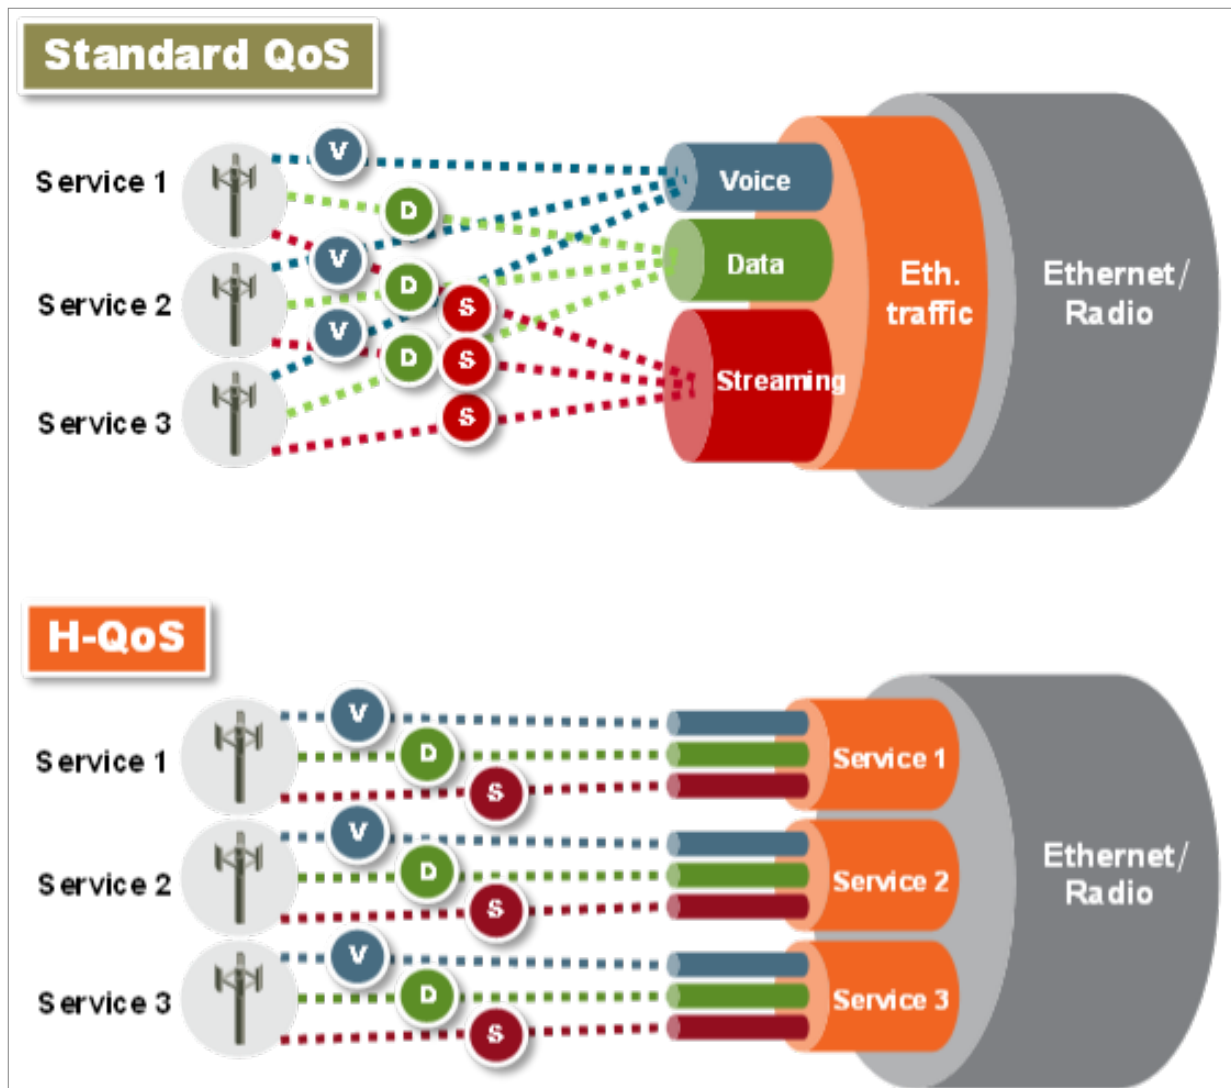 Standard QoS
Service 1
V
D
Voice
Service 2
V
D
S
Data
Eth.
traffic
Ethernet/
Radio
Service 3
V
D
S
S
Streaming
H-QoS
Service 1
V
D
S
Service 1
Service 2
V
D
S
Service 2
Ethernet/
Radio
Service 3
V
D
S
Service 3